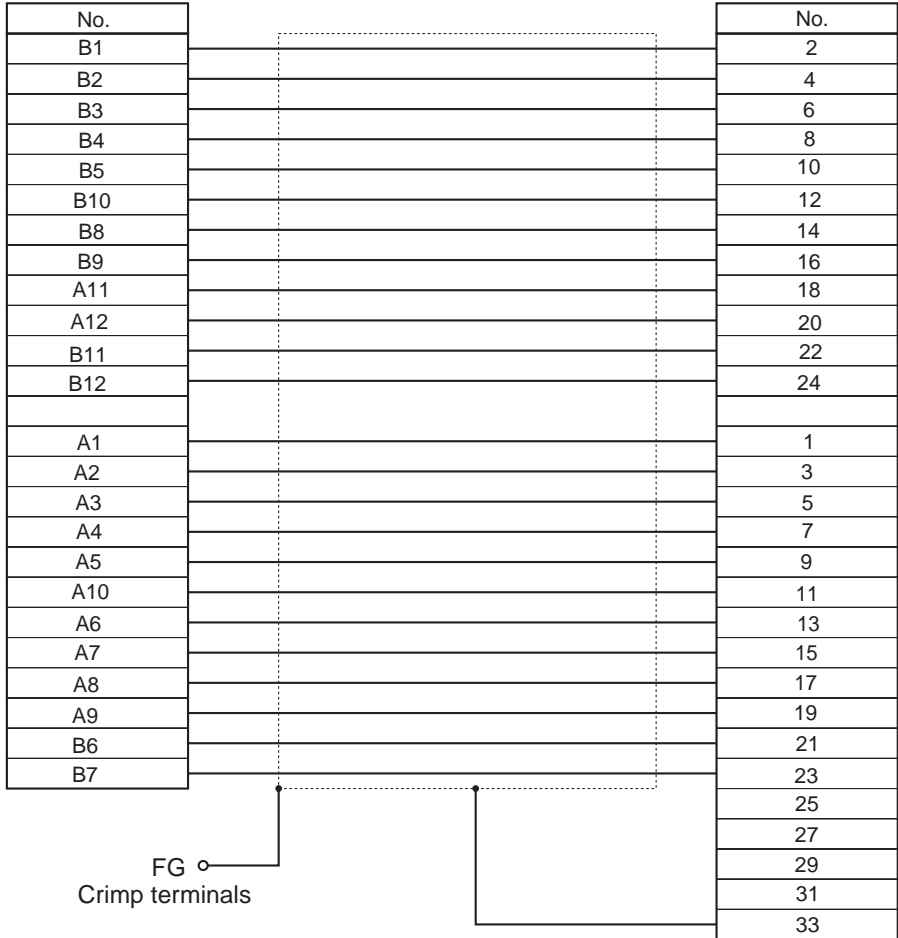 No. No.
B1 2
B2 4
B3 6
B4 8
B5 10
B10 12
B8 14
B9 16
A11 18
A12 20
B11 22
B12 24
A1 1
A2 3
A3 5
A4 7
A5 9
A10 11
A6 13
A7 15
A8 17
A9 19
B6 21
B7 23
25
27
FG 29
Crimp terminals 31
33